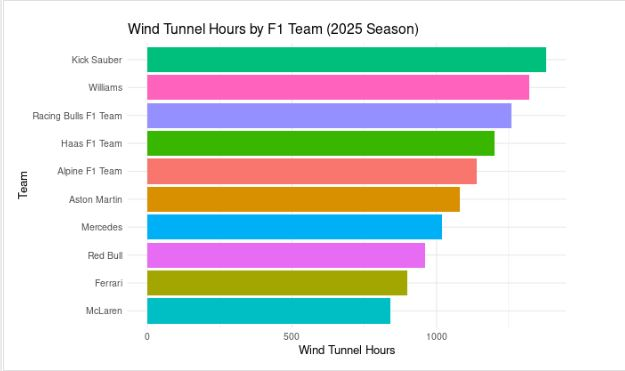 Wind Tunnel Hours by F1 Team (2025 Season)
Team
Kick Sauber
Williams
Racing Bulls F1 Team
Haas F1 Team
Alpine F1 Team
Aston Martin
Mercedes
Red Bull
Ferrari
McLaren
0 500 1000
Wind Tunnel Hours